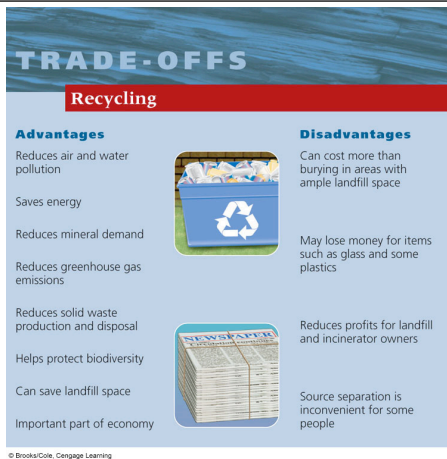 TRADE-OFFS
Recycling
Advantages
Reduces air and water
pollution
Saves energy
Reduces mineral demand
Reduces greenhouse gas
emissions
Reduces solid waste
production and disposal
Helps protect biodiversity
Can save landfill space
Important part of economy
NEWSPAPER
Disadvantages
Can cost more than
burying in areas with
ample landfill space
May lose money for items
such as glass and some
plastics
Reduces profits for landfill
and incinerator owners
Source separation is
inconvenient for some
people
© Brooks/Cole, Cengage Learning